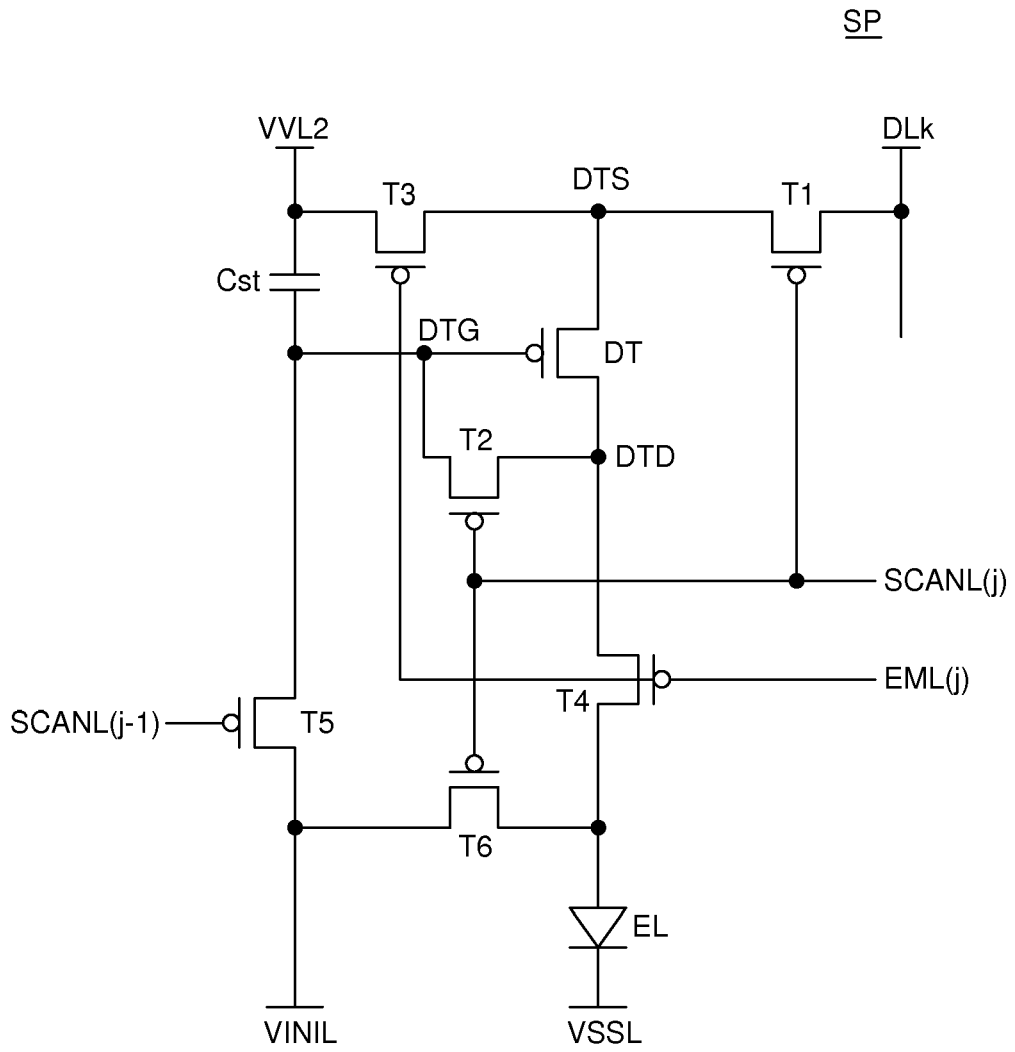 SP
VVL2
DLk
T3
DTS
T1
Cst
DTG
DT
T2
DTD
SCANL(j)
EML(j)
T4
SCANL(j-1)
T5
T6
EL
VINIL
VSSL